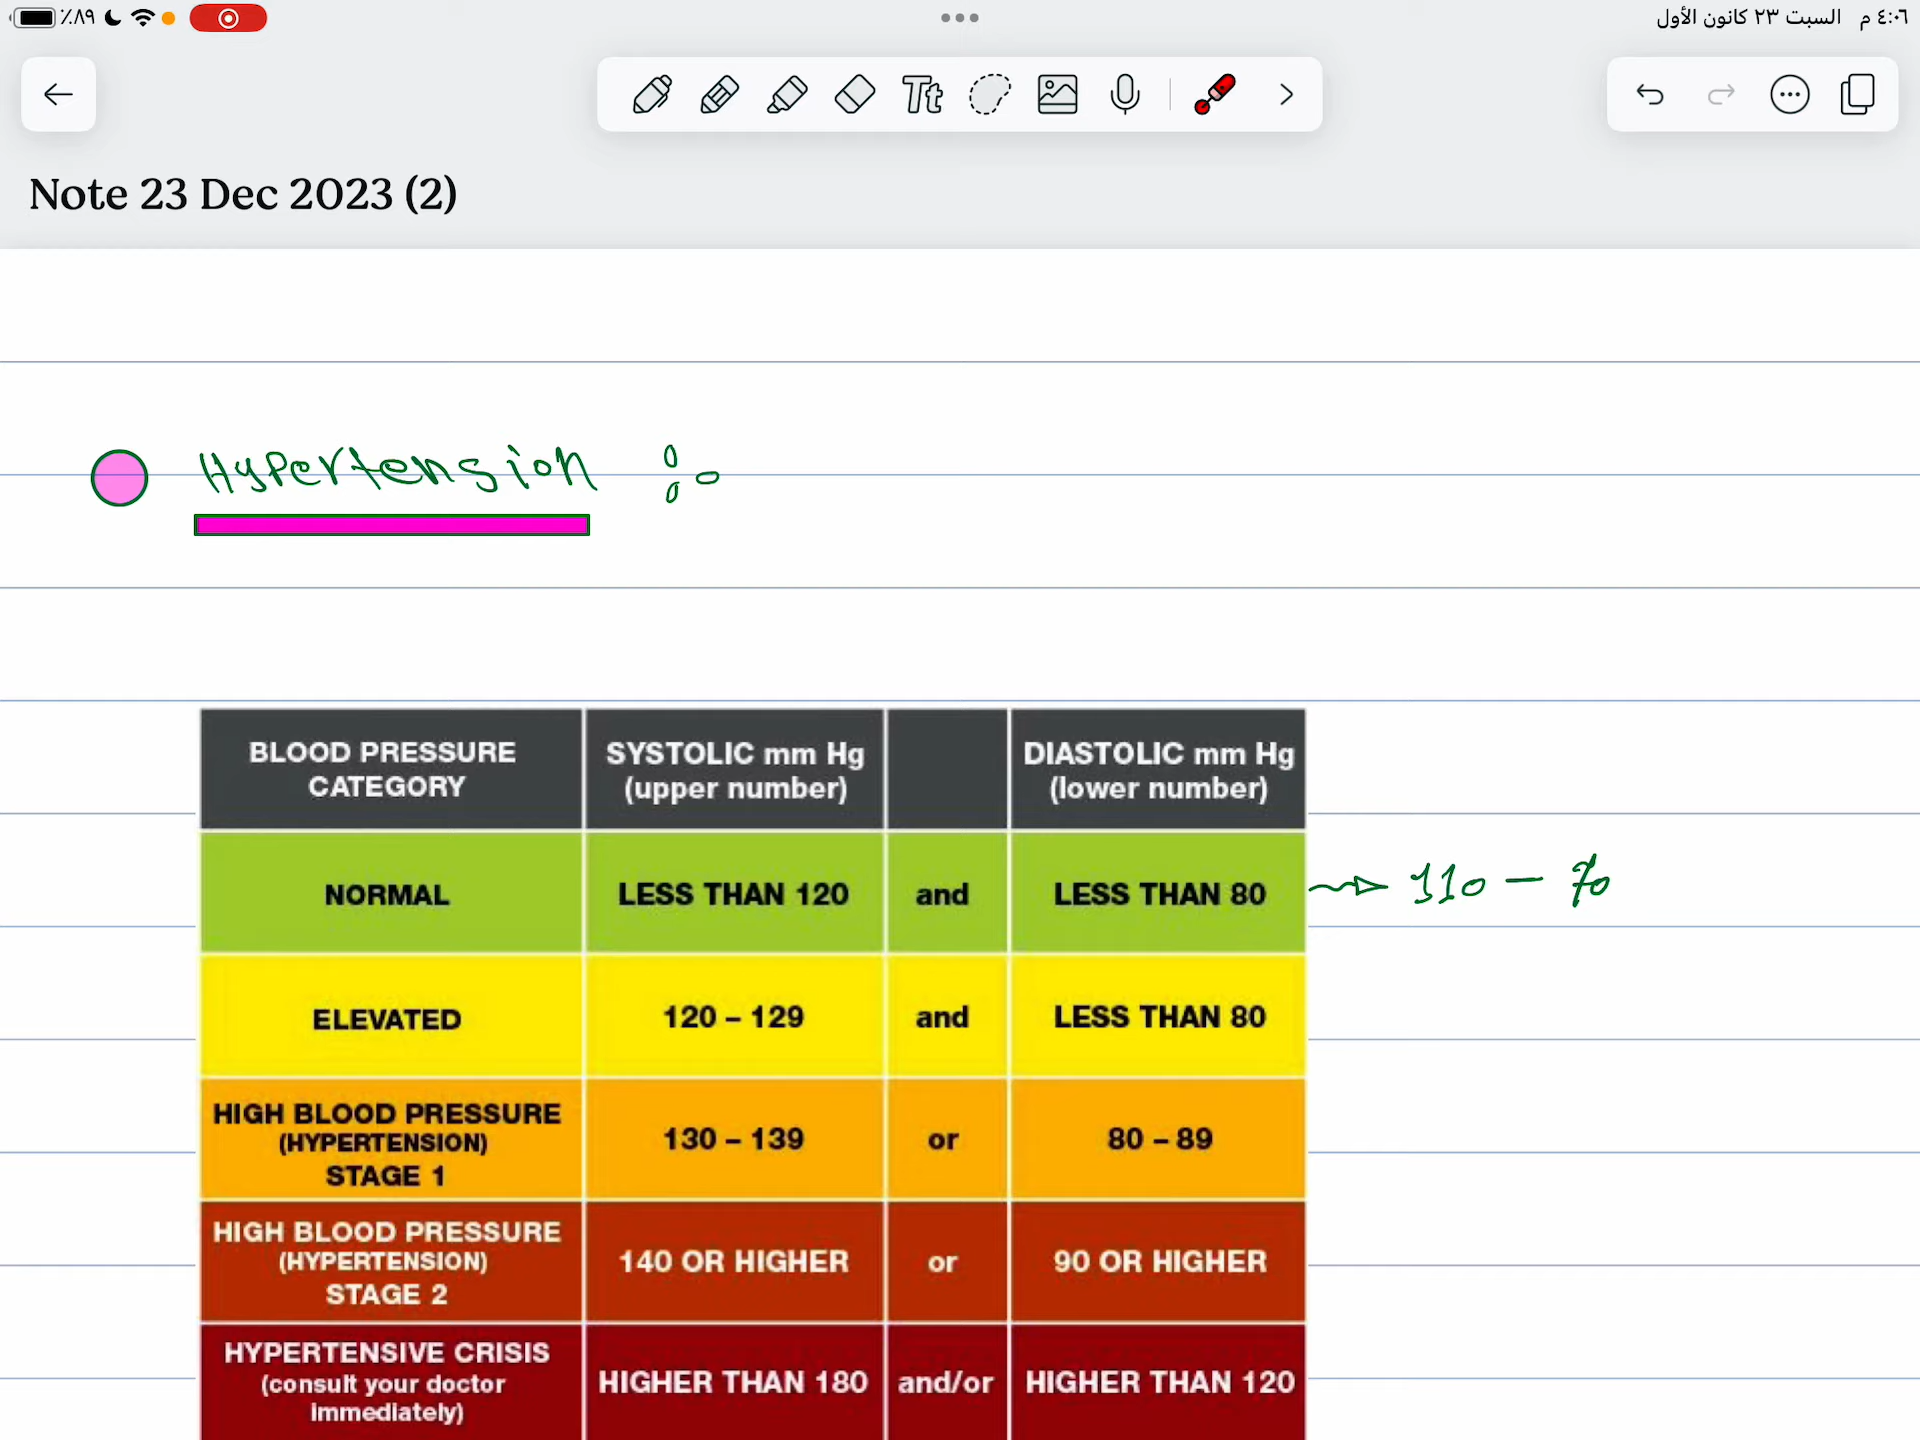 ٪٨٩
٤:٠٦ م السبت ٢٣ كانون الأول
Tt
Note 23 Dec 2023 (2)
Hypertension :-
BLOOD PRESSURE CATEGORY
SYSTOLIC mm Hg (upper number)
DIASTOLIC mm Hg (lower number)
NORMAL LESS THAN 120 and LESS THAN 80 110 - 70
ELEVATED 120 – 129 and LESS THAN 80
HIGH BLOOD PRESSURE (HYPERTENSION) STAGE 1 130 – 139 or 80 – 89
HIGH BLOOD PRESSURE (HYPERTENSION) STAGE 2 140 OR HIGHER or 90 OR HIGHER
HYPERTENSIVE CRISIS (consult your doctor immediately) HIGHER THAN 180 and/or HIGHER THAN 120